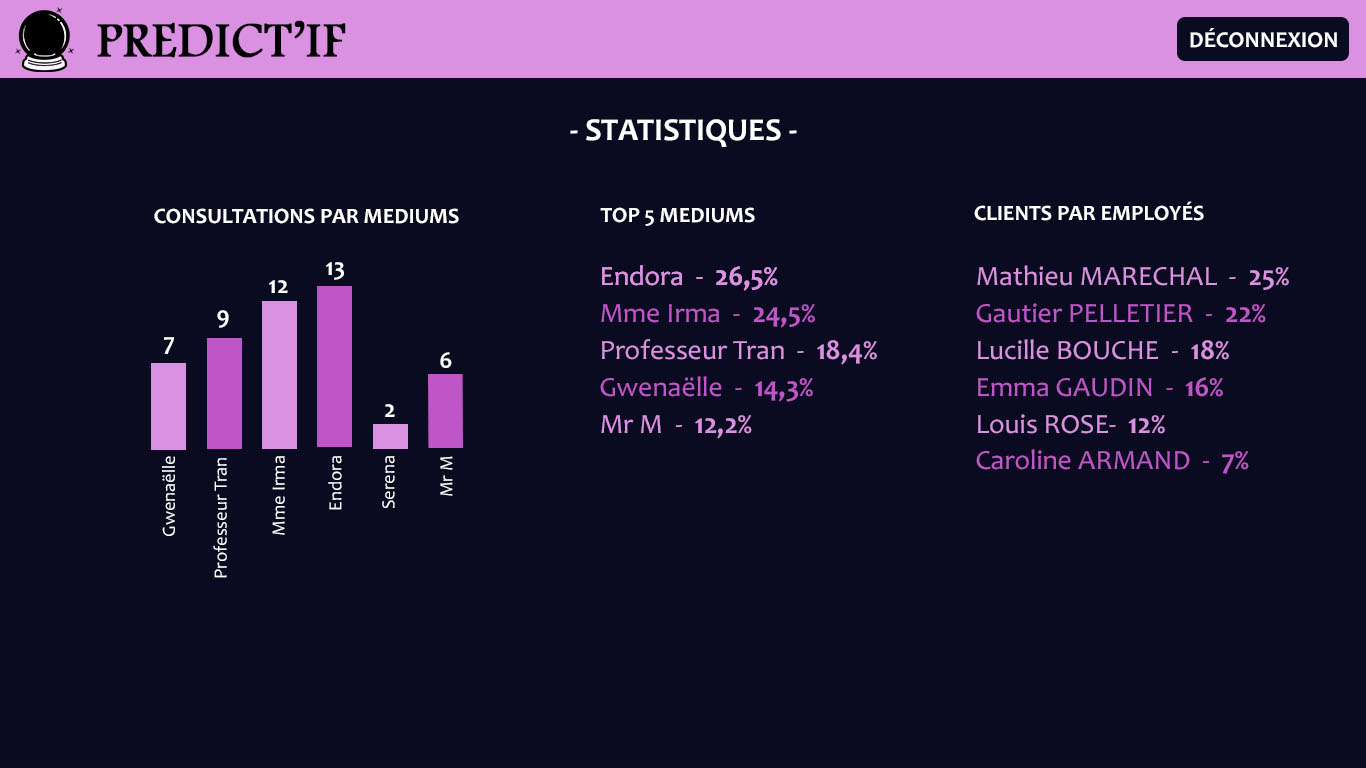 PREDICT'IF
DÉCONNEXION
- STATISTIQUES -
CONSULTATIONS PAR MEDIUMS
7
9
12
13
2
6
Gwenaëlle
Professeur Tran
Mme Irma
Endora
Serena
Mr M
TOP 5 MEDIUMS
Endora - 26,5%
Mme Irma - 24,5%
Professeur Tran - 18,4%
Gwenaëlle - 14,3%
Mr M - 12,2%
CLIENTS PAR EMPLOYÉS
Mathieu MARECHAL - 25%
Gautier PELLETIER - 22%
Lucille BOUCHE - 18%
Emma GAUDIN - 16%
Louis ROSE- 12%
Caroline ARMAND - 7%